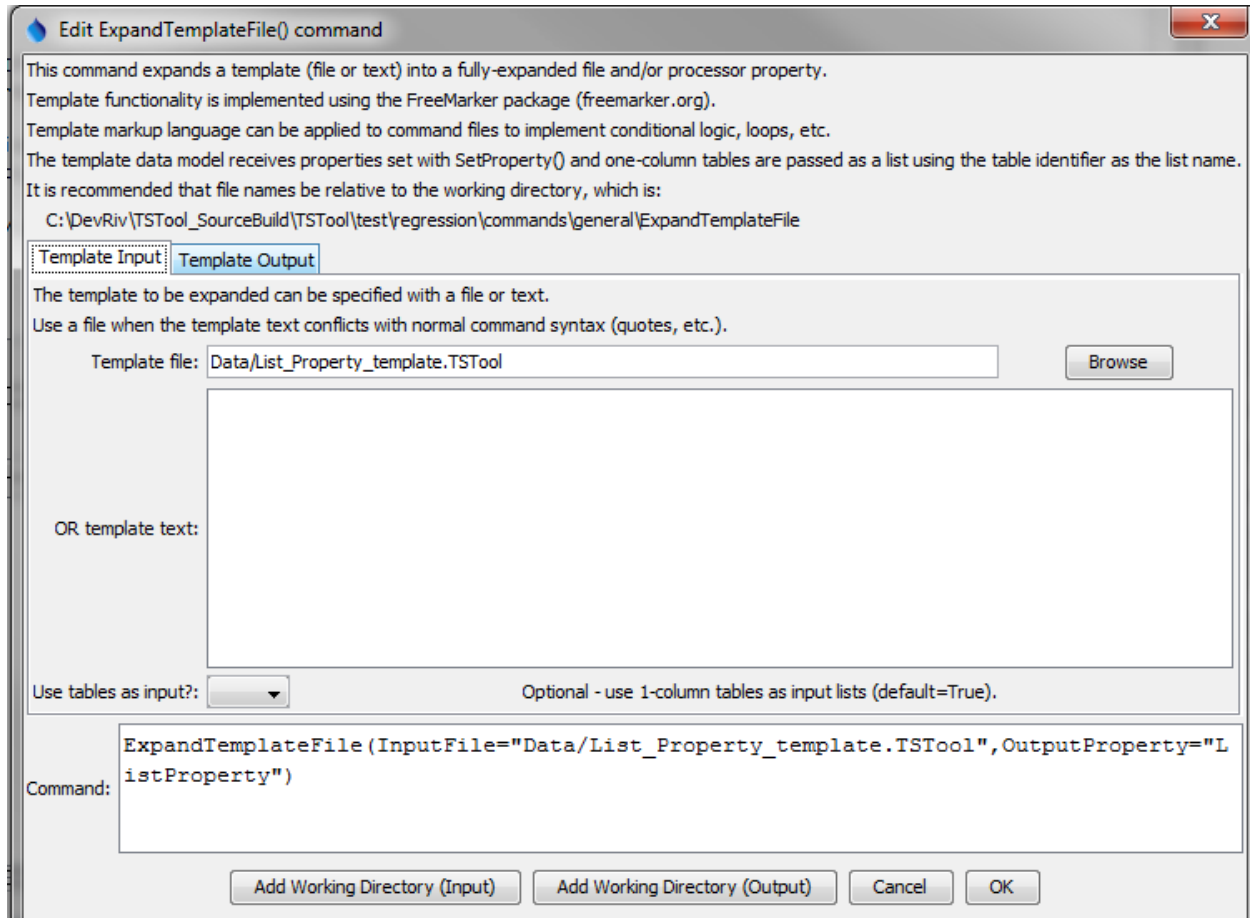 Edit ExpandTemplateFile() command
This command expands a template (file or text) into a fully-expanded file and/or processor property.
Template functionality is implemented using the FreeMarker package (freemarker.org).
Template markup language can be applied to command files to implement conditional logic, loops, etc.
The template data model receives properties set with SetProperty() and one-column tables are passed as a list using the table identifier as the list name.
It is recommended that file names be relative to the working directory, which is:
C:\DevRiv\TSTool_SourceBuild\TSTool\test\regression\commands\general\ExpandTemplateFile
Template Input Template Output
The template to be expanded can be specified with a file or text.
Use a file when the template text conflicts with normal command syntax (quotes, etc.).
Template file: Data/List_Property_template.TSTool Browse
OR template text:
Use tables as input?: Optional - use 1-column tables as input lists (default=True).
ExpandTemplateFile(InputFile="Data/List_Property_template.TSTool",OutputProperty="L
istProperty")
Command:
Add Working Directory (Input) Add Working Directory (Output) Cancel OK